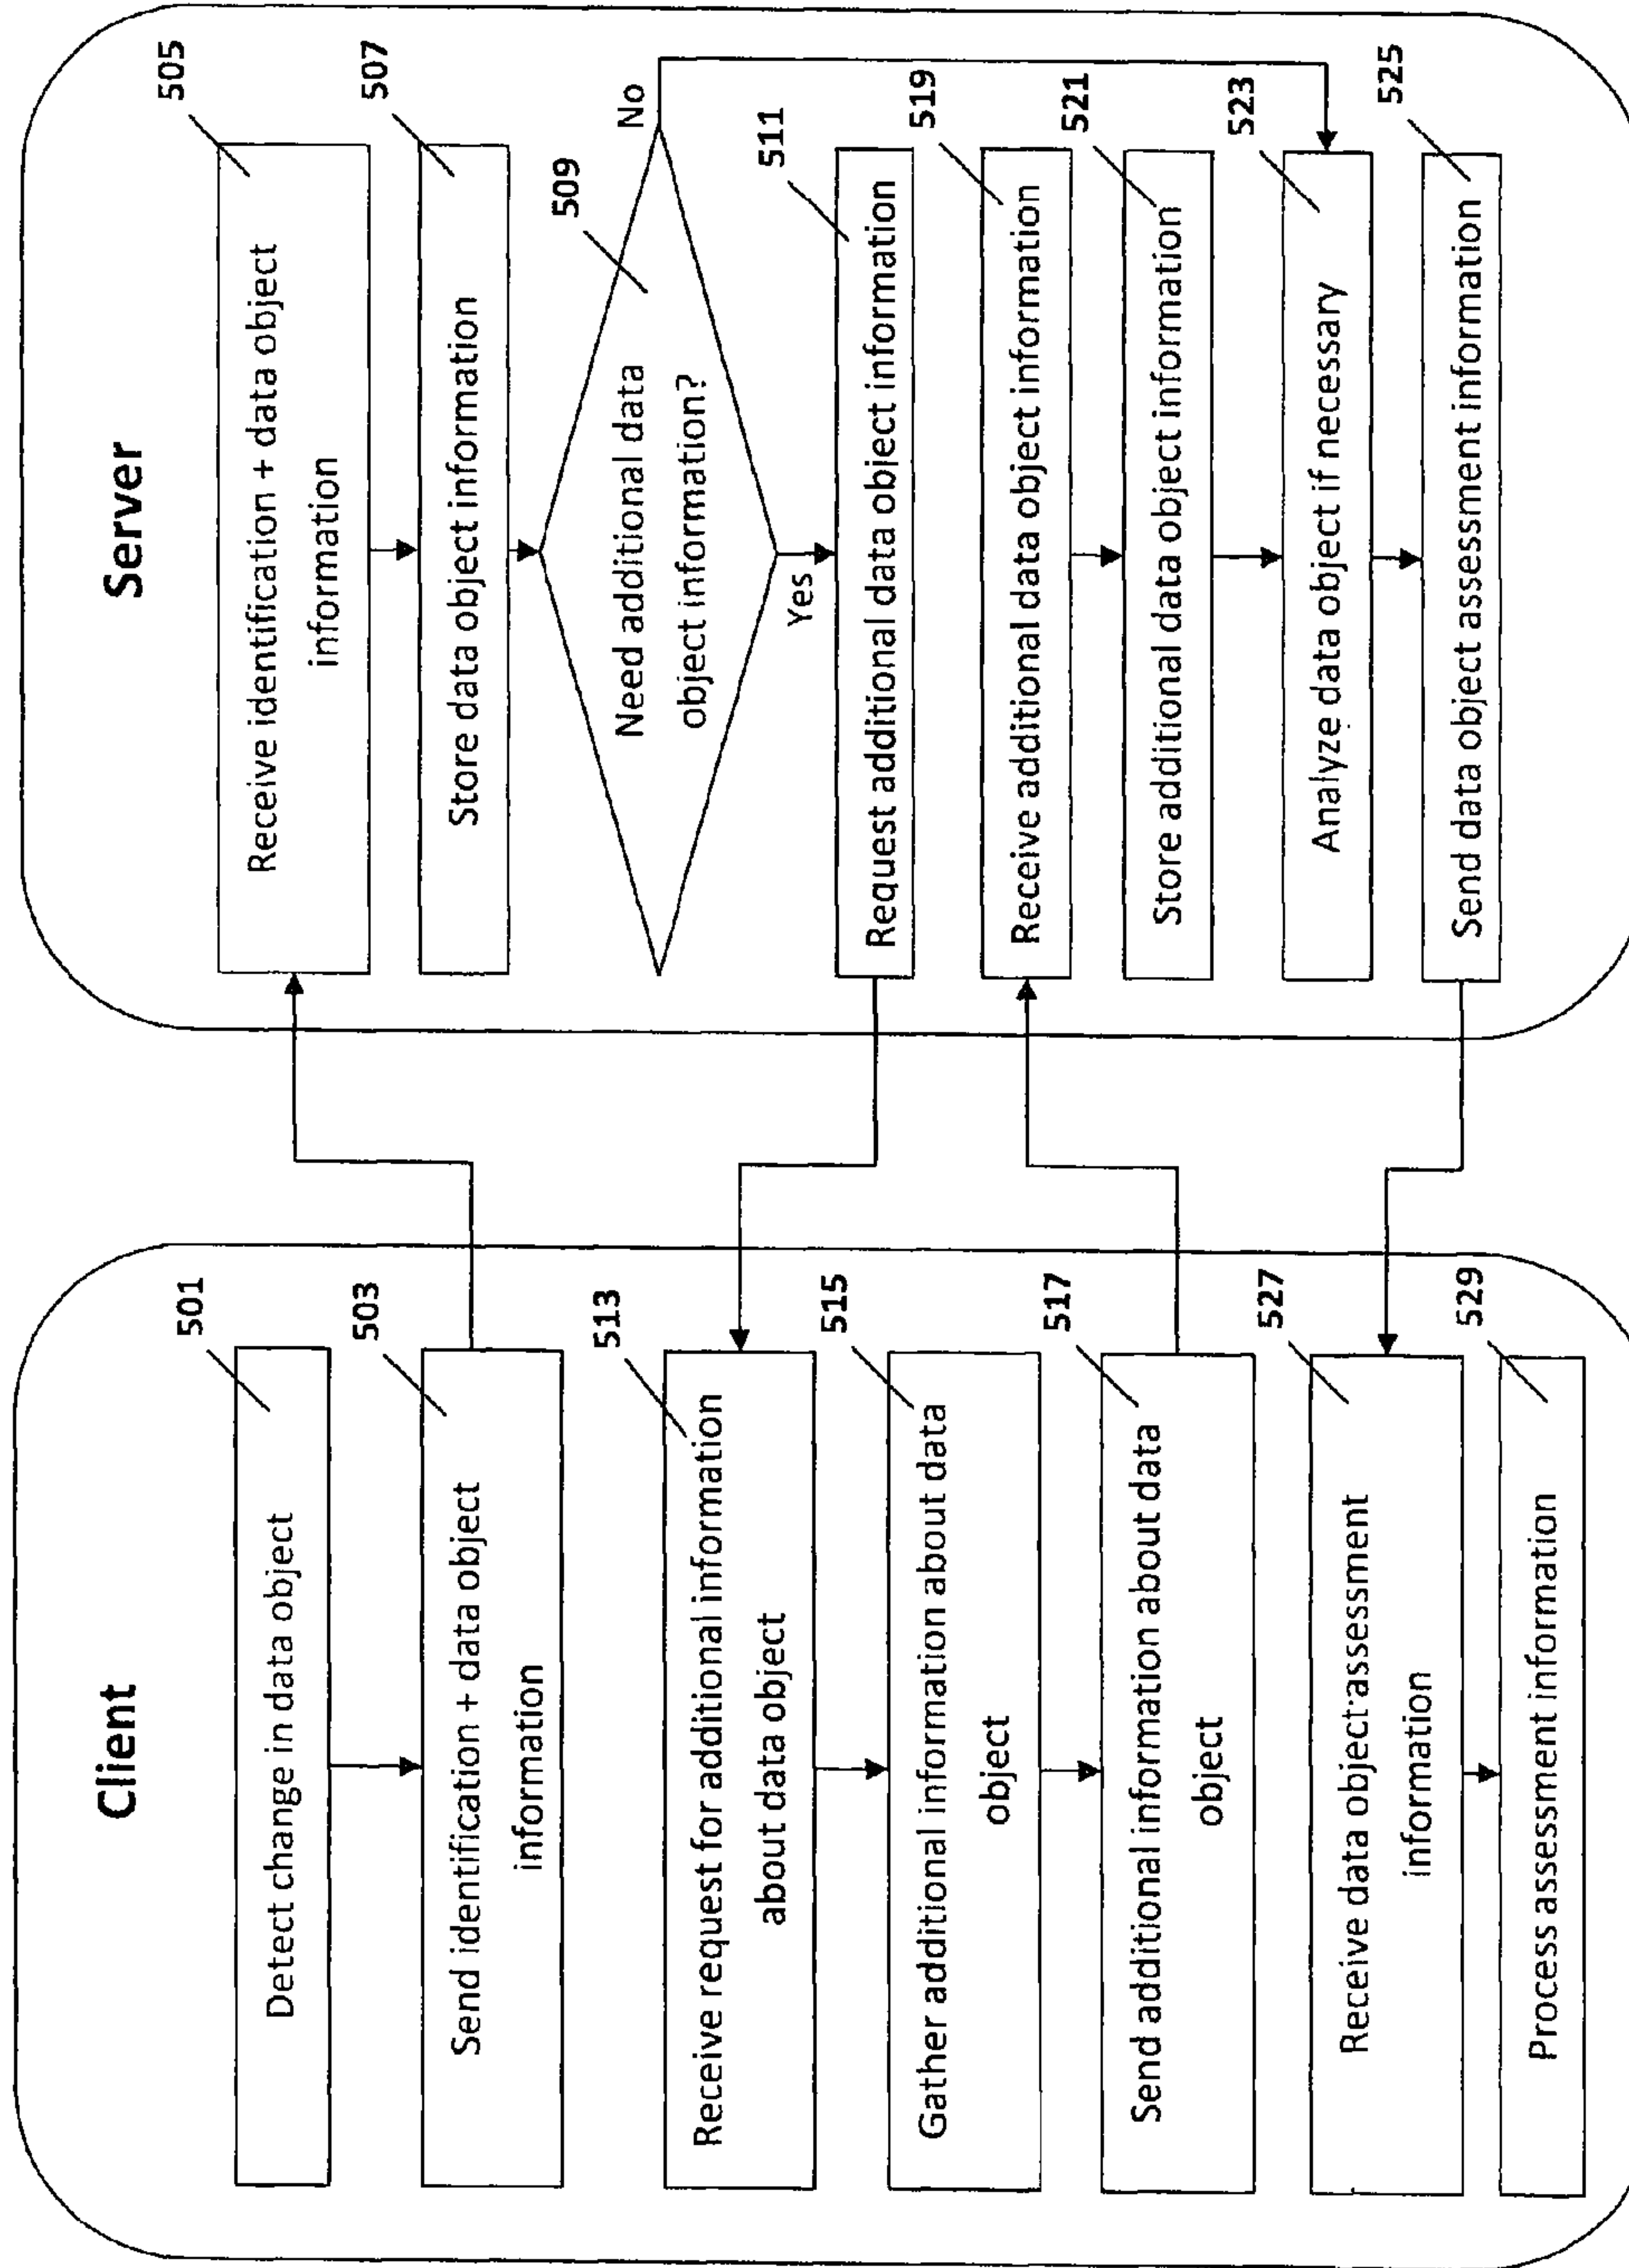 Client
501
Detect change in data object
503
Send identification + data object
information
513
Receive request for additional information
about data object
515
Gather additional information about data
object
517
Send additional information about data
object
527
Receive data object assessment
information
529
Process assessment information
Server
505
Receive identification + data object
information
507
Store data object information
509
Need additional data
object information?
No
Yes
511
Request additional data object information
519
Receive additional data object information
521
Store additional data object information
523
Analyze data object if necessary
525
Send data object assessment information